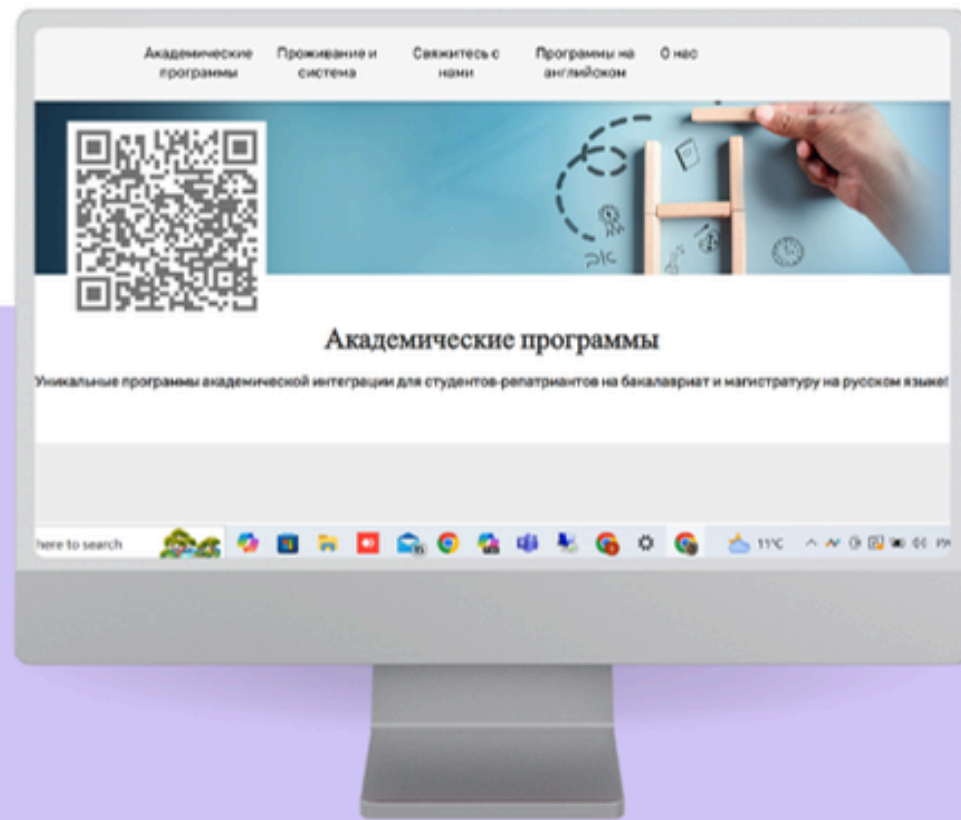 Академические
программы
Проживание и
система
Свяжитесь с
нами
Программы на
английском
О нас
Академические программы
Уникальные программы академической интеграции для студентов-репатриантов на бакалавриат и магистратуру на русском языке!
here to search
11°C